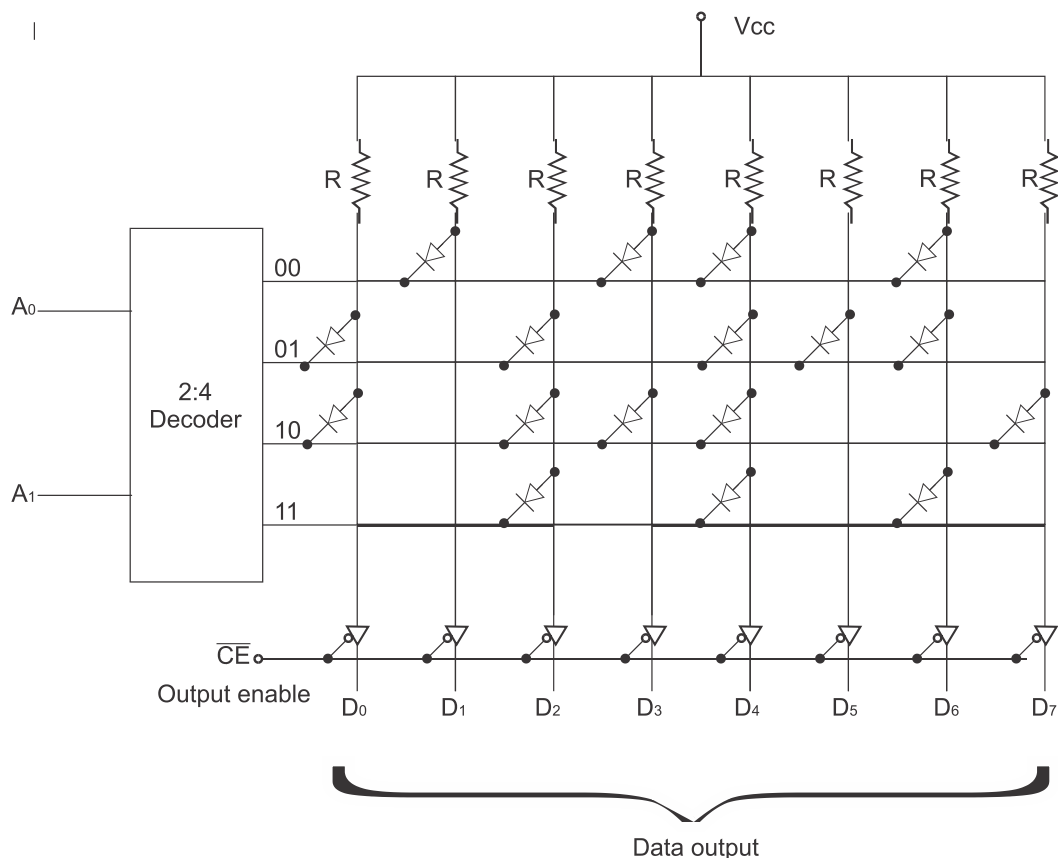 Vcc
R R R R R R R R
00
A0
01
2:4
Decoder
10
A1
11
CE
Output enable
D0 D1 D2 D3 D4 D5 D6 D7
Data output